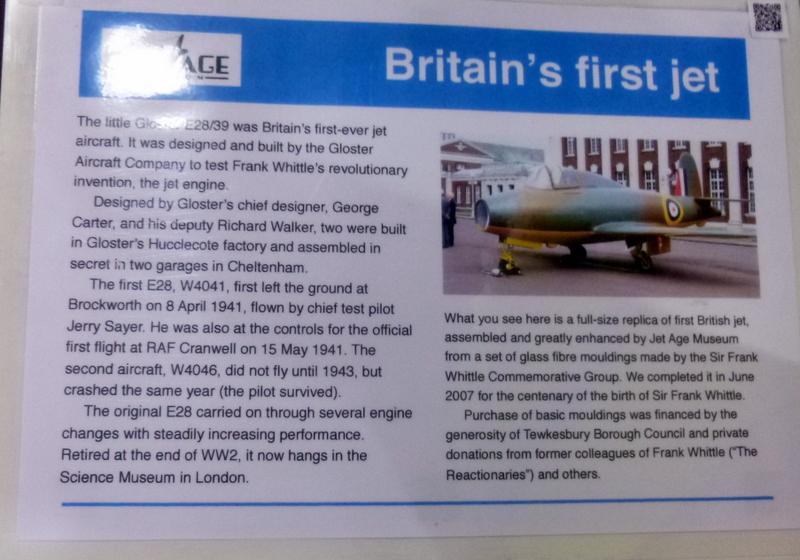 AGE
Britain's first jet
The little E28/39 was Britain's first-ever jet
aircraft. It was designed and built by the Gloster
Aircraft Company to test Frank Whittle's revolutionary
invention, the jet engine.
Designed by Gloster's chief designer, George
Carter, and his deputy Richard Walker, two were built
in Gloster's Hucclecote factory and assembled in
secret in two garages in Cheltenham.
The first E28, W4041, first left the ground at
Brockworth on 8 April 1941, flown by chief test pilot
Jerry Sayer. He was also at the controls for the official
first flight at RAF Cranwell on 15 May 1941. The
second aircraft, W4046, did not fly until 1943, but
crashed the same year (the pilot survived).
The original E28 carried on through several engine
changes with steadily increasing performance.
Retired at the end of WW2, it now hangs in the
Science Museum in London.
What you see here is a full-size replica of first British jet,
assembled and greatly enhanced by Jet Age Museum
from a set of glass fibre mouldings made by the Sir Frank
Whittle Commemorative Group. We completed it in June
2007 for the centenary of the birth of Sir Frank Whittle.
Purchase of basic mouldings was financed by the
generosity of Tewkesbury Borough Council and private
donations from former colleagues of Frank Whittle ("The
Reactionaries") and others.